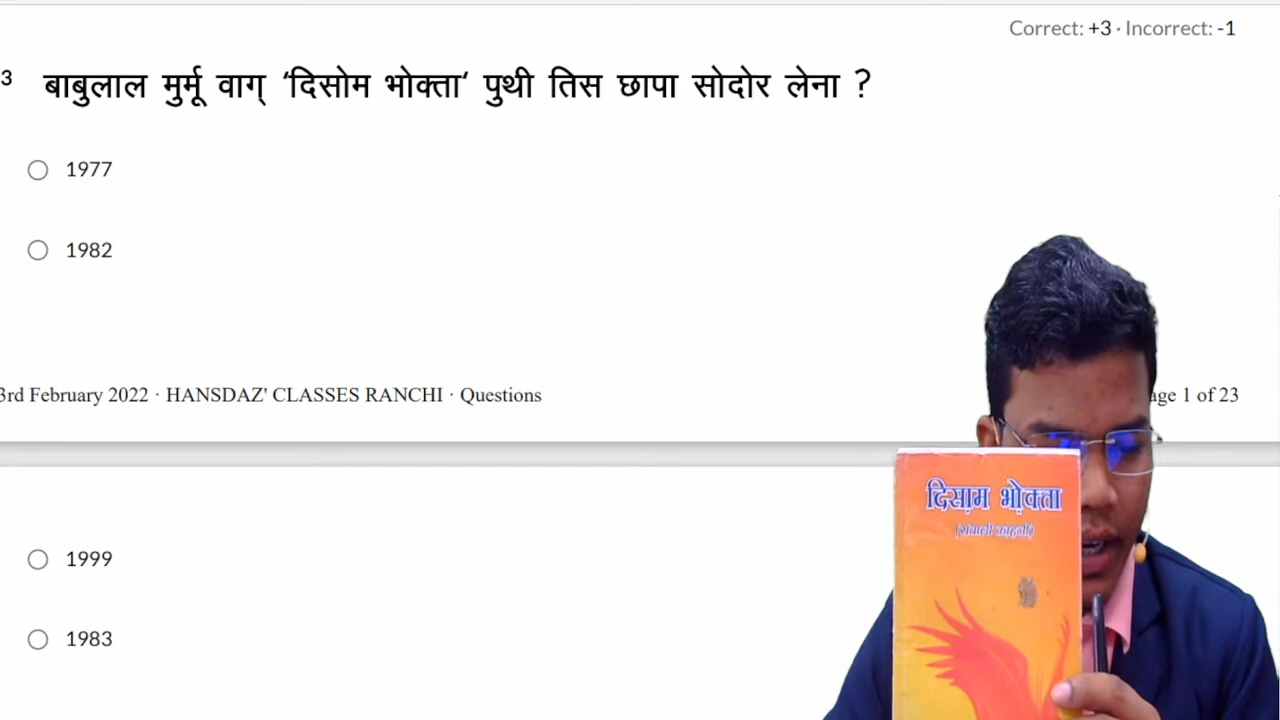 Correct: +3 · Incorrect: -1
3 बाबुलाल मुर्मू वाग् ‘दिसोम भोक्ता‘ पुथी तिस छापा सोदोर लेना ?
1977
1982
3rd February 2022 · HANSDAZ' CLASSES RANCHI · Questions
age 1 of 23
दिसा़म भो़क्ता
1999
1983